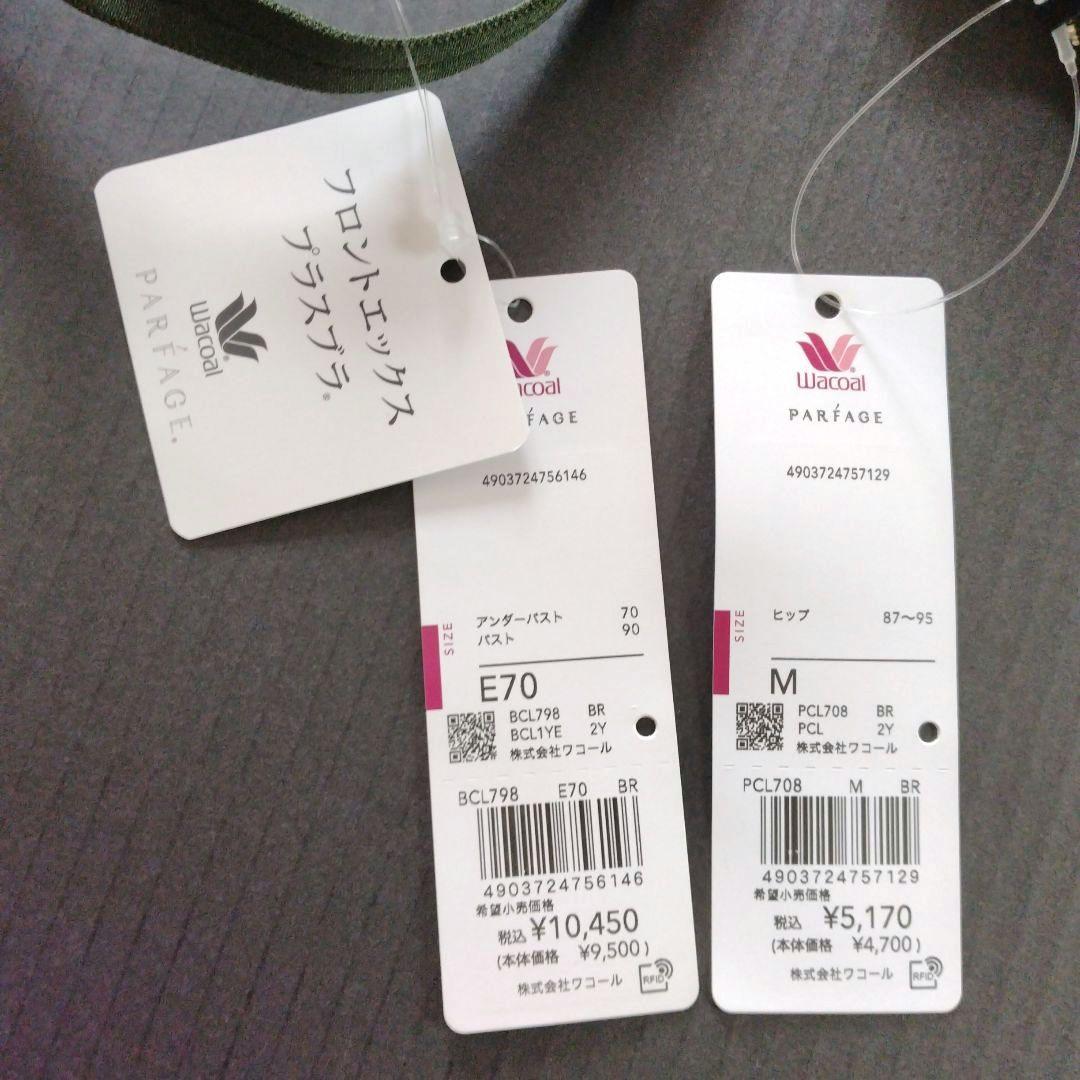 フロントエックス
プラスブラ®
Wacoal
PARFAGE.
acoal
FAGE
4903724756146
SIZE
アンダーバスト 70
バスト 90
E70
BCL798 BR
BCL1YE 2Y
株式会社ワコール
BCL798 E70 BR
4903724756146
希望小売価格
税込 ¥10,450
(本体価格 ¥9,500)
株式会社ワコール
RFID
Wacoal
PARFAGE
4903724757129
SIZE
ヒップ 87〜95
M
PCL708 BR
PCL 2Y
株式会社ワコール
PCL708 M BR
4903724757129
希望小売価格
税込 ¥5,170
(本体価格 ¥4,700)
株式会社ワコール
RFID